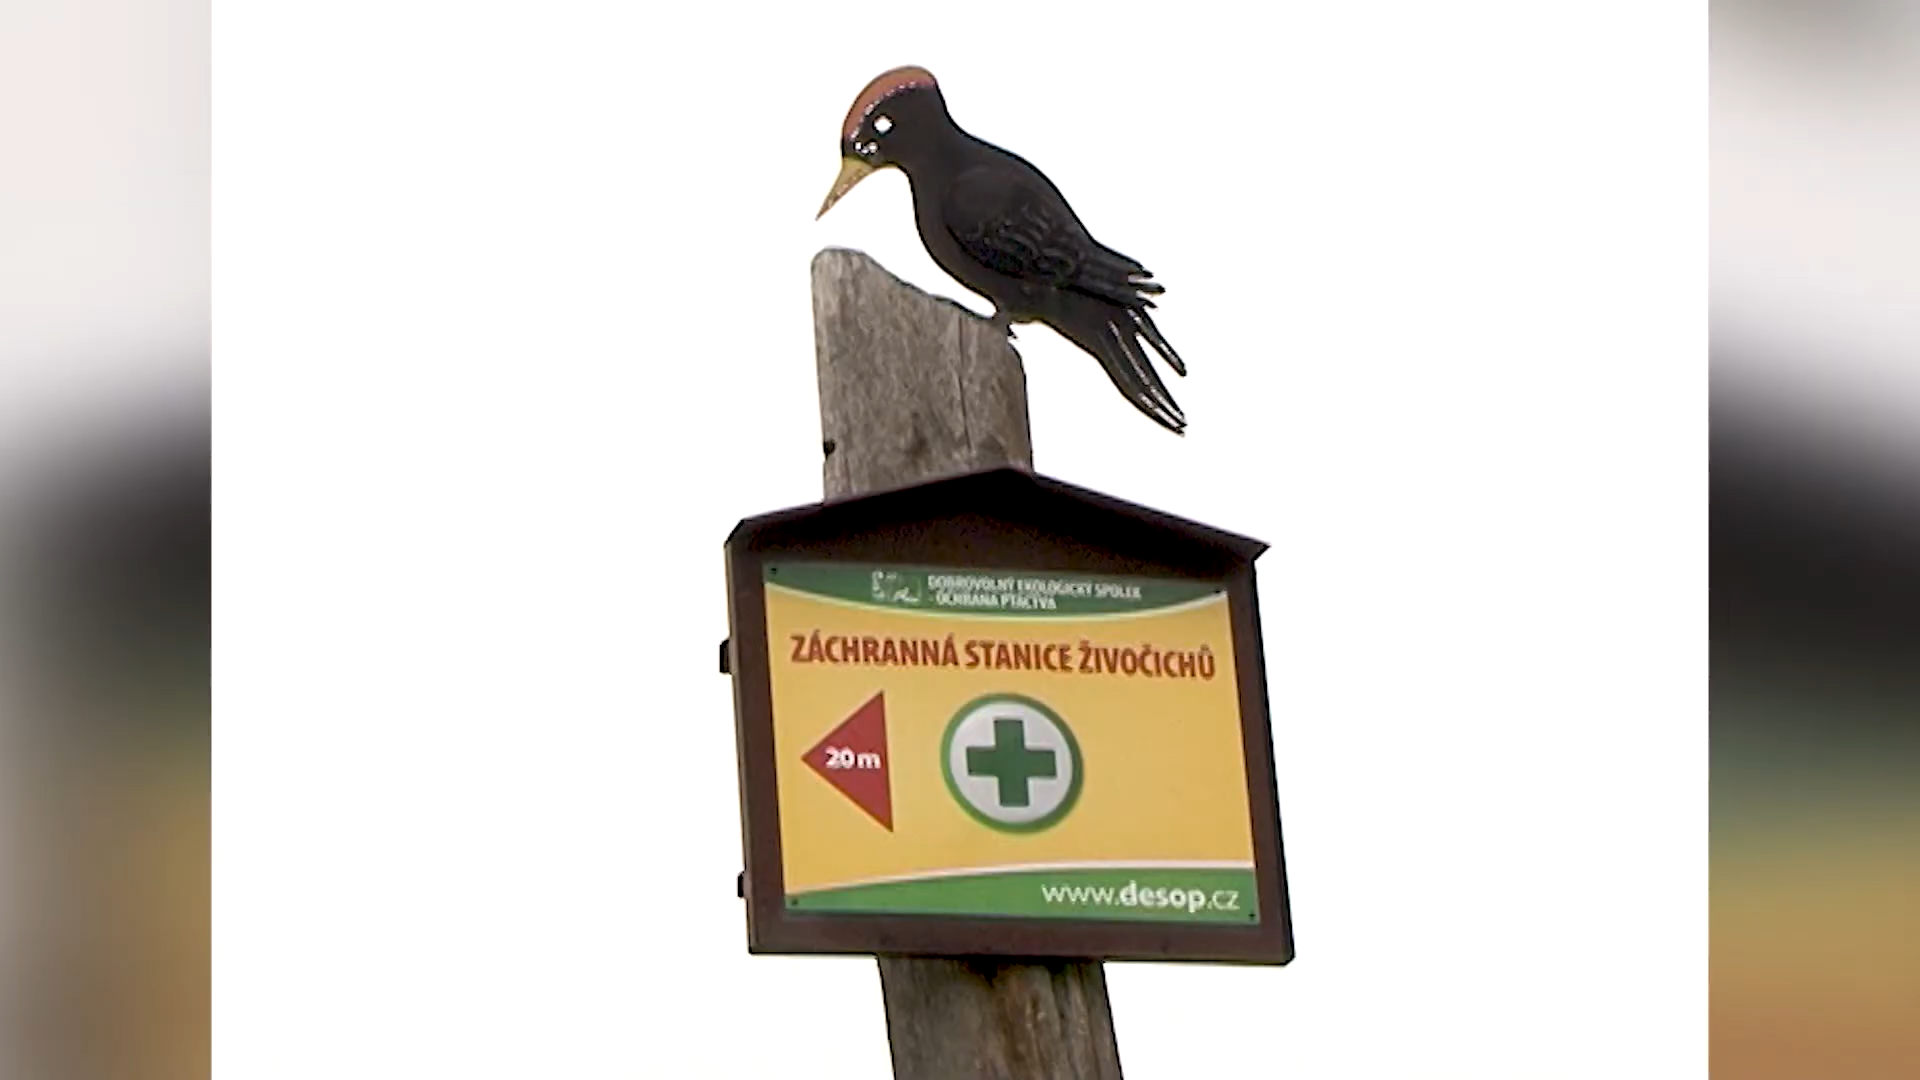 DOBROVOLNÝ EKOLOGICKÝ SPOLEK
- OCHRANA PTACTVA
ZÁCHRANNÁ STANICE ŽIVOČICHŮ
20 m
www.desop.cz